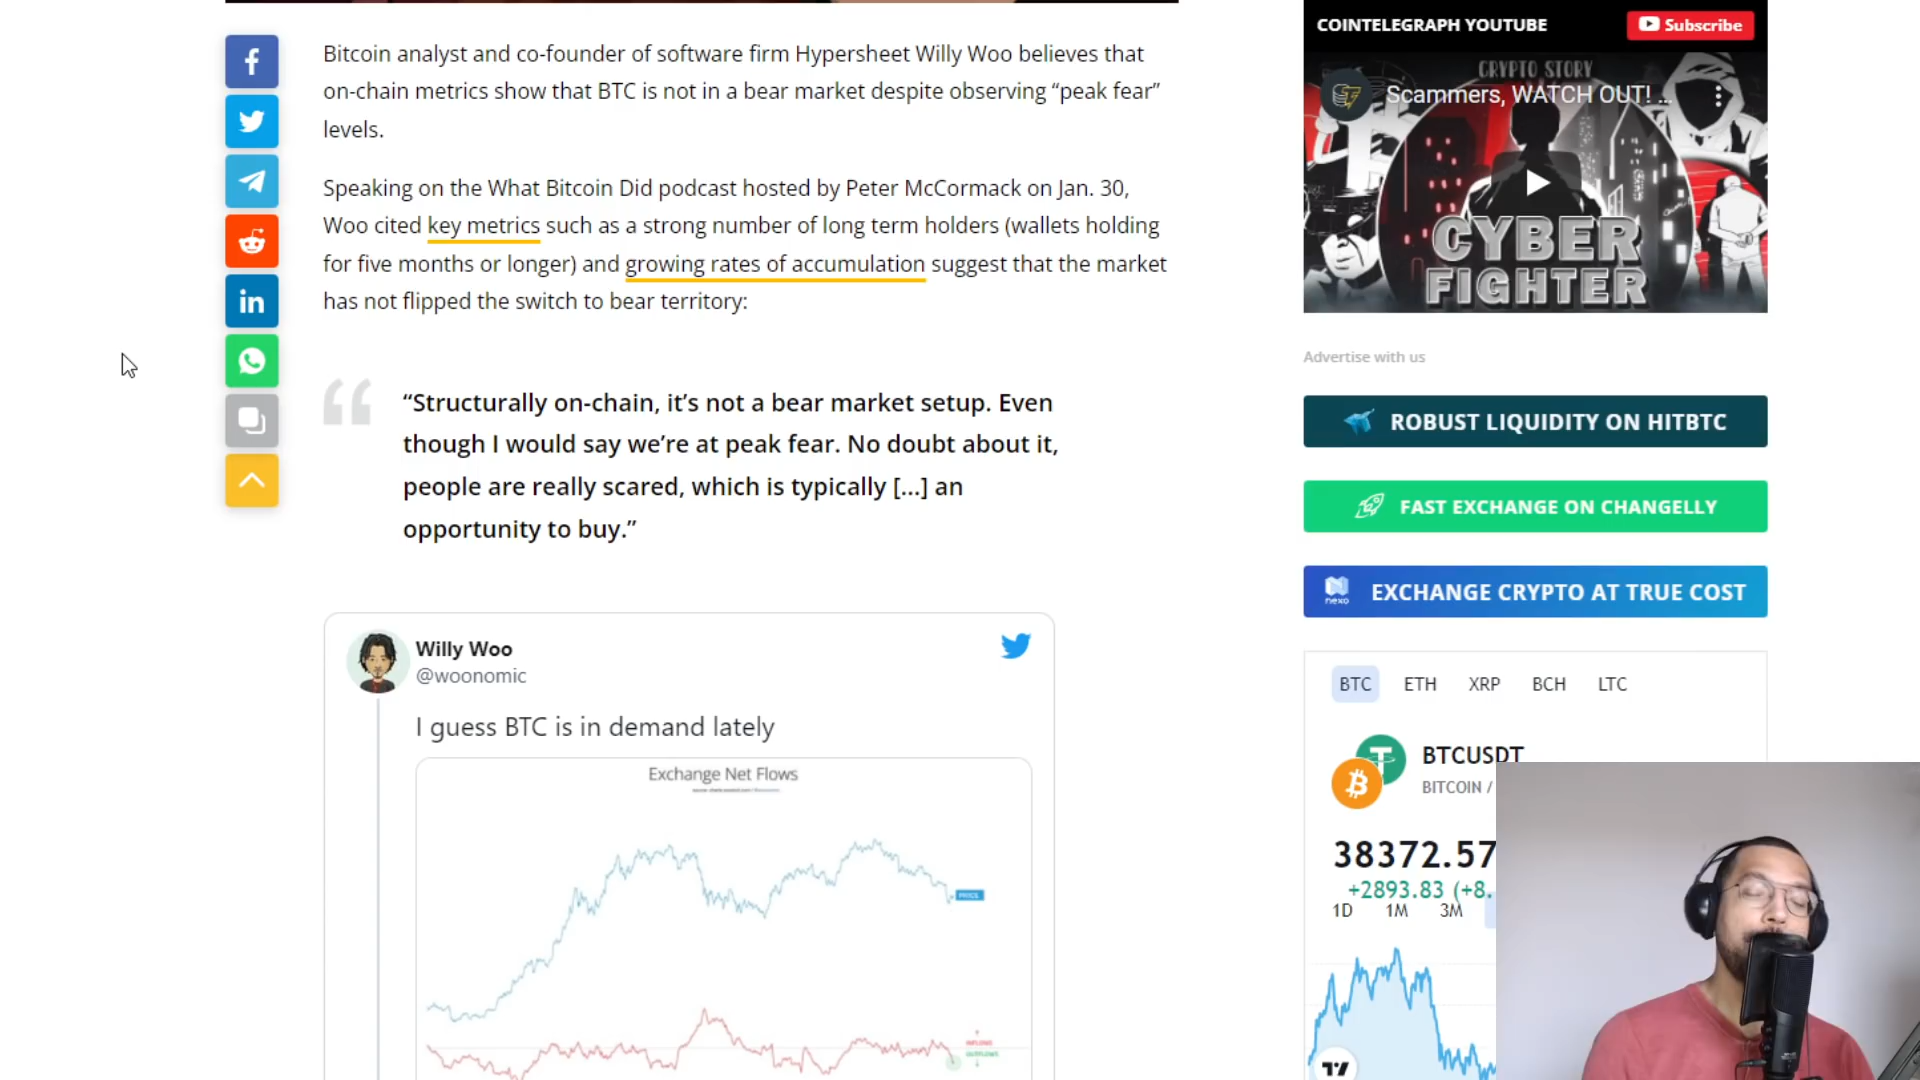 Bitcoin analyst and co-founder of software firm Hypersheet Willy Woo believes that
on-chain metrics show that BTC is not in a bear market despite observing “peak fear”
levels.
Speaking on the What Bitcoin Did podcast hosted by Peter McCormack on Jan. 30,
Woo cited key metrics such as a strong number of long term holders (wallets holding
for five months or longer) and growing rates of accumulation suggest that the market
has not flipped the switch to bear territory:
“Structurally on-chain, it’s not a bear market setup. Even
though I would say we’re at peak fear. No doubt about it,
people are really scared, which is typically [...] an
opportunity to buy.”
Willy Woo
@woonomic
I guess BTC is in demand lately
Exchange Net Flows
PRICE
INFLOWS
OUTFLOWS
COINTELEGRAPH YOUTUBE
Subscribe
CRYPTO STORY
Scammers, WATCH OUT! ...
CYBER
FIGHTER
Advertise with us
ROBUST LIQUIDITY ON HITBTC
FAST EXCHANGE ON CHANGELLY
nexo
EXCHANGE CRYPTO AT TRUE COST
BTC ETH XRP BCH LTC
BTCUSDT
BITCOIN /
38372.57
+2893.83 (+8.
1D 1M 3M